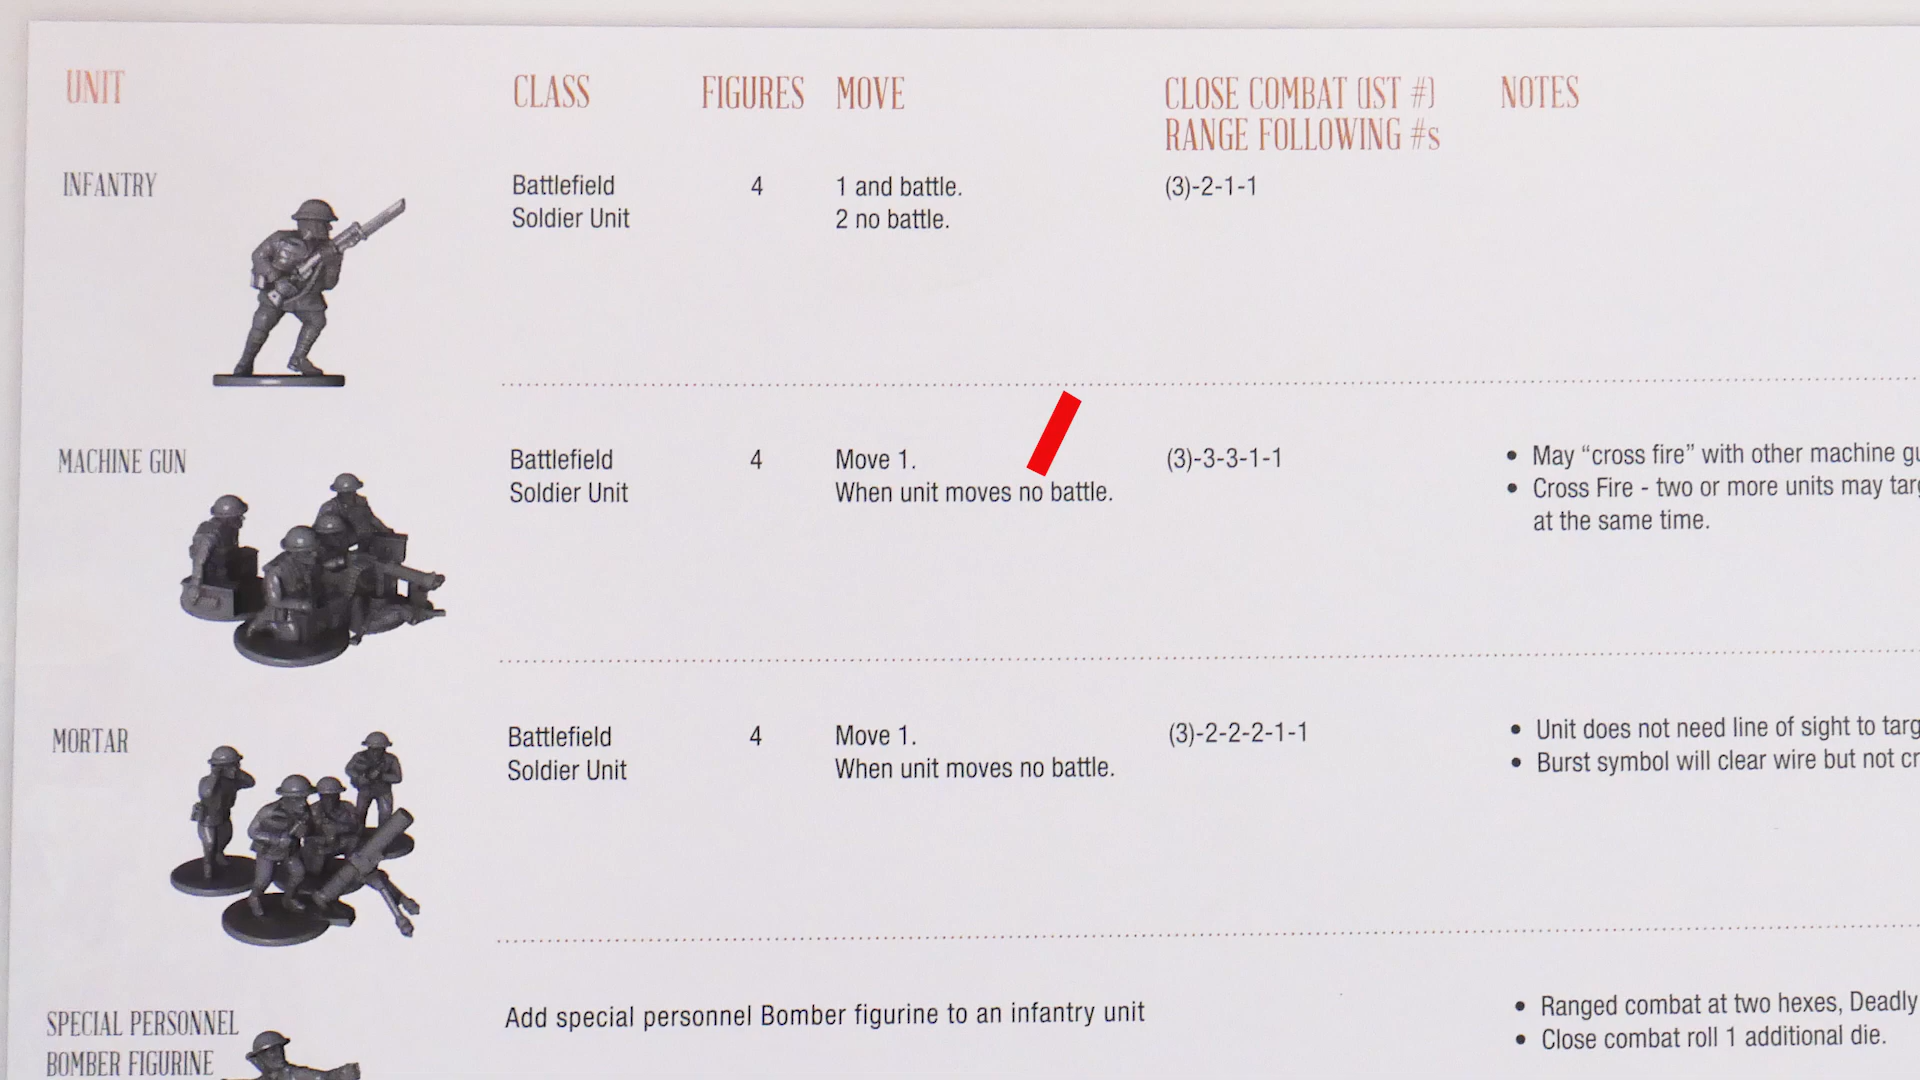 UNIT CLASS FIGURES MOVE CLOSE COMBAT (1ST #) NOTES
RANGE FOLLOWING #s
INFANTRY Battlefield 4 1 and battle. (3)-2-1-1
Soldier Unit 2 no battle.
MACHINE GUN Battlefield 4 Move 1. (3)-3-3-1-1 • May “cross fire” with other machine
Soldier Unit When unit moves no battle. • Cross Fire - two or more units may
at the same time.
MORTAR Battlefield 4 Move 1. (3)-2-2-2-1-1 • Unit does not need line of sight to
Soldier Unit When unit moves no battle. • Burst symbol will clear wire but not
SPECIAL PERSONNEL Add special personnel Bomber figurine to an infantry unit • Ranged combat at two hexes, Deadly
BOMBER FIGURINE • Close combat roll 1 additional die.